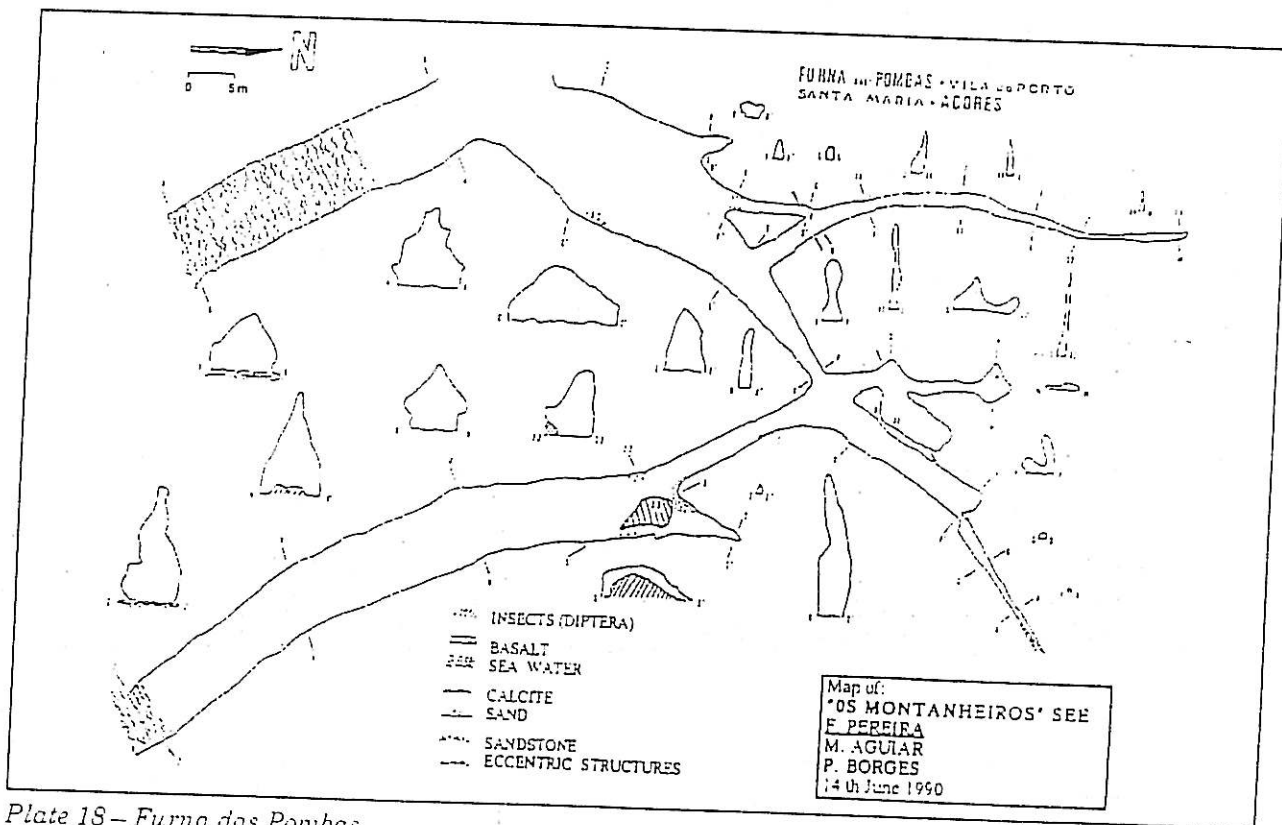 N
0 5m
FURNA DAS POMBAS • VILA DO PORTO
SANTA MARIA • AÇORES
INSECTS (DIPTERA)
BASALT
SEA WATER
CALCITE
SAND
SANDSTONE
ECCENTRIC STRUCTURES
Map of:
"OS MONTANHEIROS" SEE
F. PEREIRA
M. AGUIAR
P. BORGES
14 th June 1990
Plate 18 – Furna das Pombas